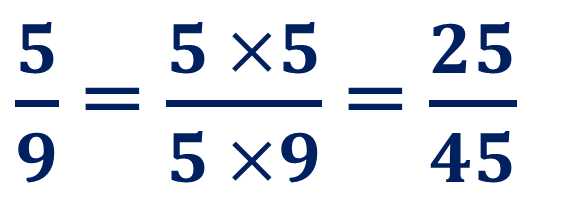 5/9 = 5 × 5/5 × 9 = 25/45